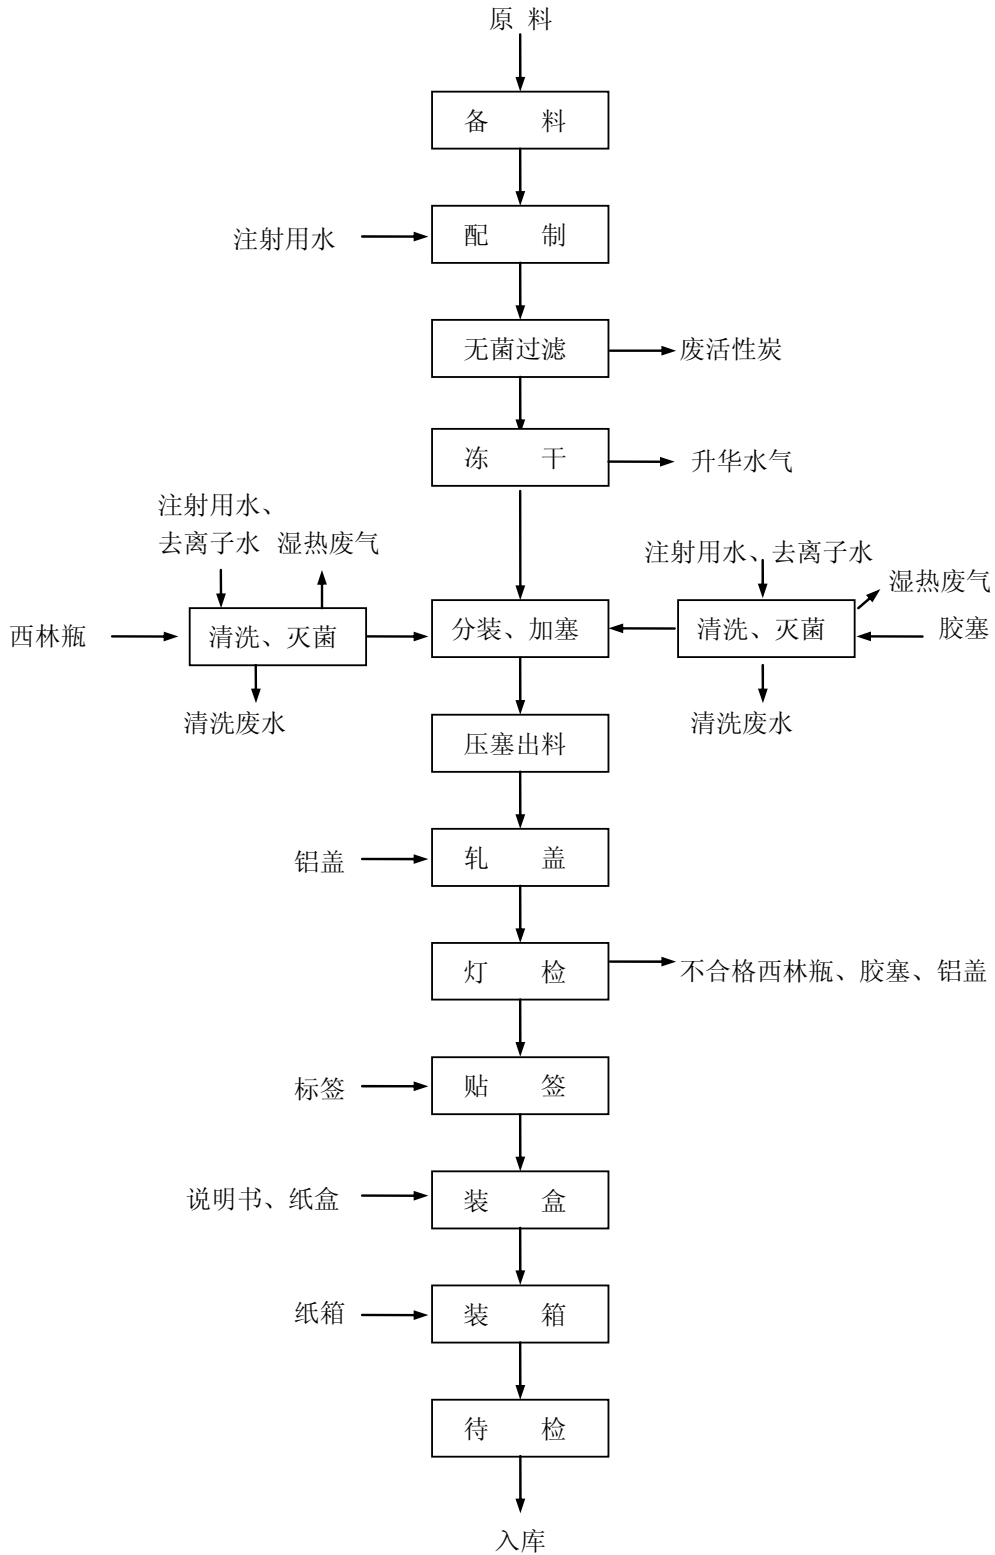 原 料
备 料
注射用水
配 制
无菌过滤
废活性炭
冻 干
升华水气
注射用水、
去离子水
湿热废气
注射用水、去离子水
湿热废气
西林瓶
清洗、灭菌
分装、加塞
清洗、灭菌
胶塞
清洗废水
清洗废水
压塞出料
铝盖
轧 盖
灯 检
不合格西林瓶、胶塞、铝盖
标签
贴 签
说明书、纸盒
装 盒
纸箱
装 箱
待 检
入库